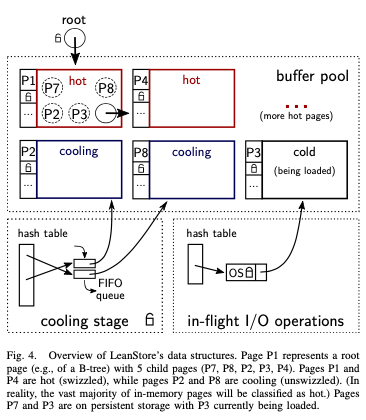 root
P1
...
hot
P7
P8
P2
P3
P4
...
hot
buffer pool
...
(more hot pages)
P2
...
cooling
P8
...
cooling
P3
...
cold
(being loaded)
hash table
FIFO
queue
cooling stage
hash table
OS
in-flight I/O operations
Fig. 4. Overview of LeanStore's data structures. Page P1 represents a root
page (e.g., of a B-tree) with 5 child pages (P7, P8, P2, P3, P4). Pages P1 and
P4 are hot (swizzled), while pages P2 and P8 are cooling (unswizzled). (In
reality, the vast majority of in-memory pages will be classified as hot.) Pages
P7 and P3 are on persistent storage with P3 currently being loaded.